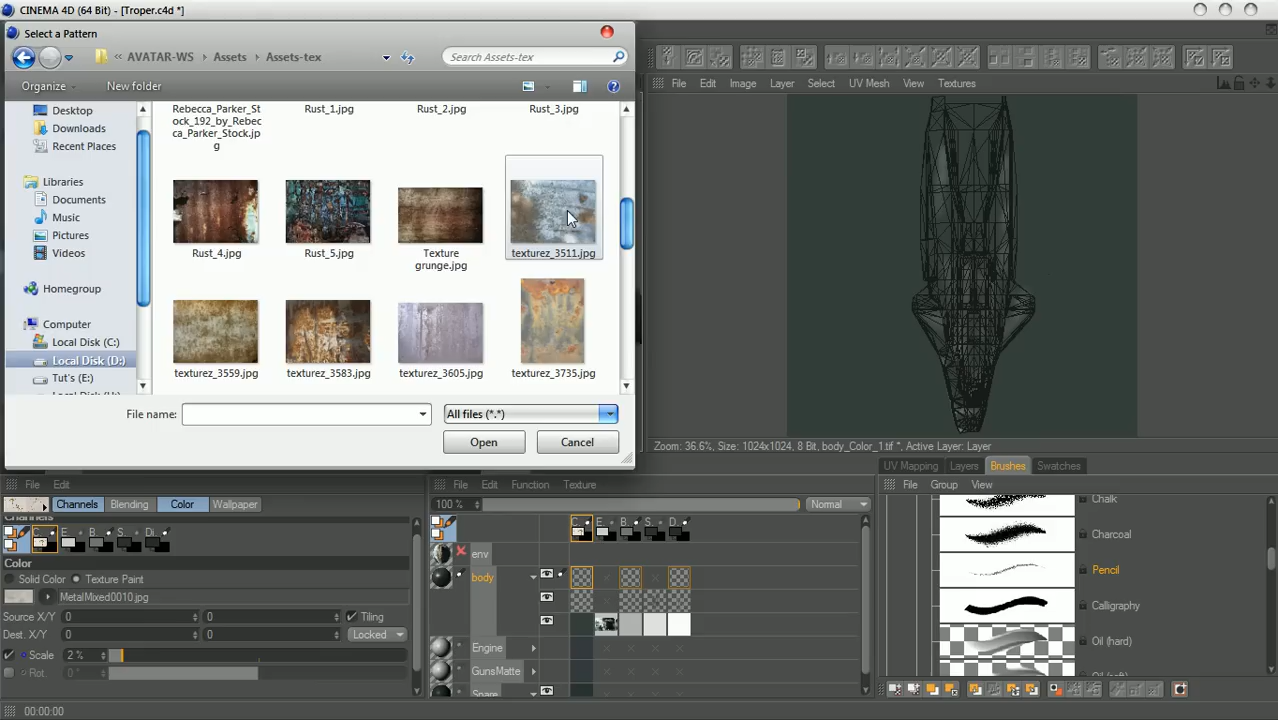 CINEMA 4D (64 Bit) - [Troper.c4d *]
Select a Pattern
AVATAR-WS Assets Assets-tex
Search Assets-tex
Organize New folder
File Edit Image Layer Select UV Mesh View Textures
Desktop
Downloads
Recent Places
Libraries
Documents
Music
Pictures
Videos
Homegroup
Computer
Local Disk (C:)
Local Disk (D:)
Tut's (E:)
Rebecca_Parker_St
ock_192_by_Rebec
ca_Parker_Stock.jp
g
Rust_1.jpg
Rust_2.jpg
Rust_3.jpg
Rust_4.jpg
Rust_5.jpg
Texture
grunge.jpg
texturez_3511.jpg
texturez_3559.jpg
texturez_3583.jpg
texturez_3605.jpg
texturez_3735.jpg
File name:
All files (*.*)
Open
Cancel
Zoom: 36.6%, Size: 1024x1024, 8 Bit, body_Color_1.tif *, Active Layer: Layer
UV Mapping Layers Brushes Swatches
File Group View
Chalk
Charcoal
Pencil
Calligraphy
Oil (hard)
File Edit
Channels Blending Color Wallpaper
C... E... B... S... Di...
Color
Solid Color Texture Paint
MetalMixed0010.jpg
Source X/Y 0 0 Tiling
Dest. X/Y 0 0 Locked
Scale 2 %
Rot. 0 °
File Edit Function Texture
100 % Normal
C... E... B... S... D...
env
body
Engine
GunsMatte
Spare
00:00:00